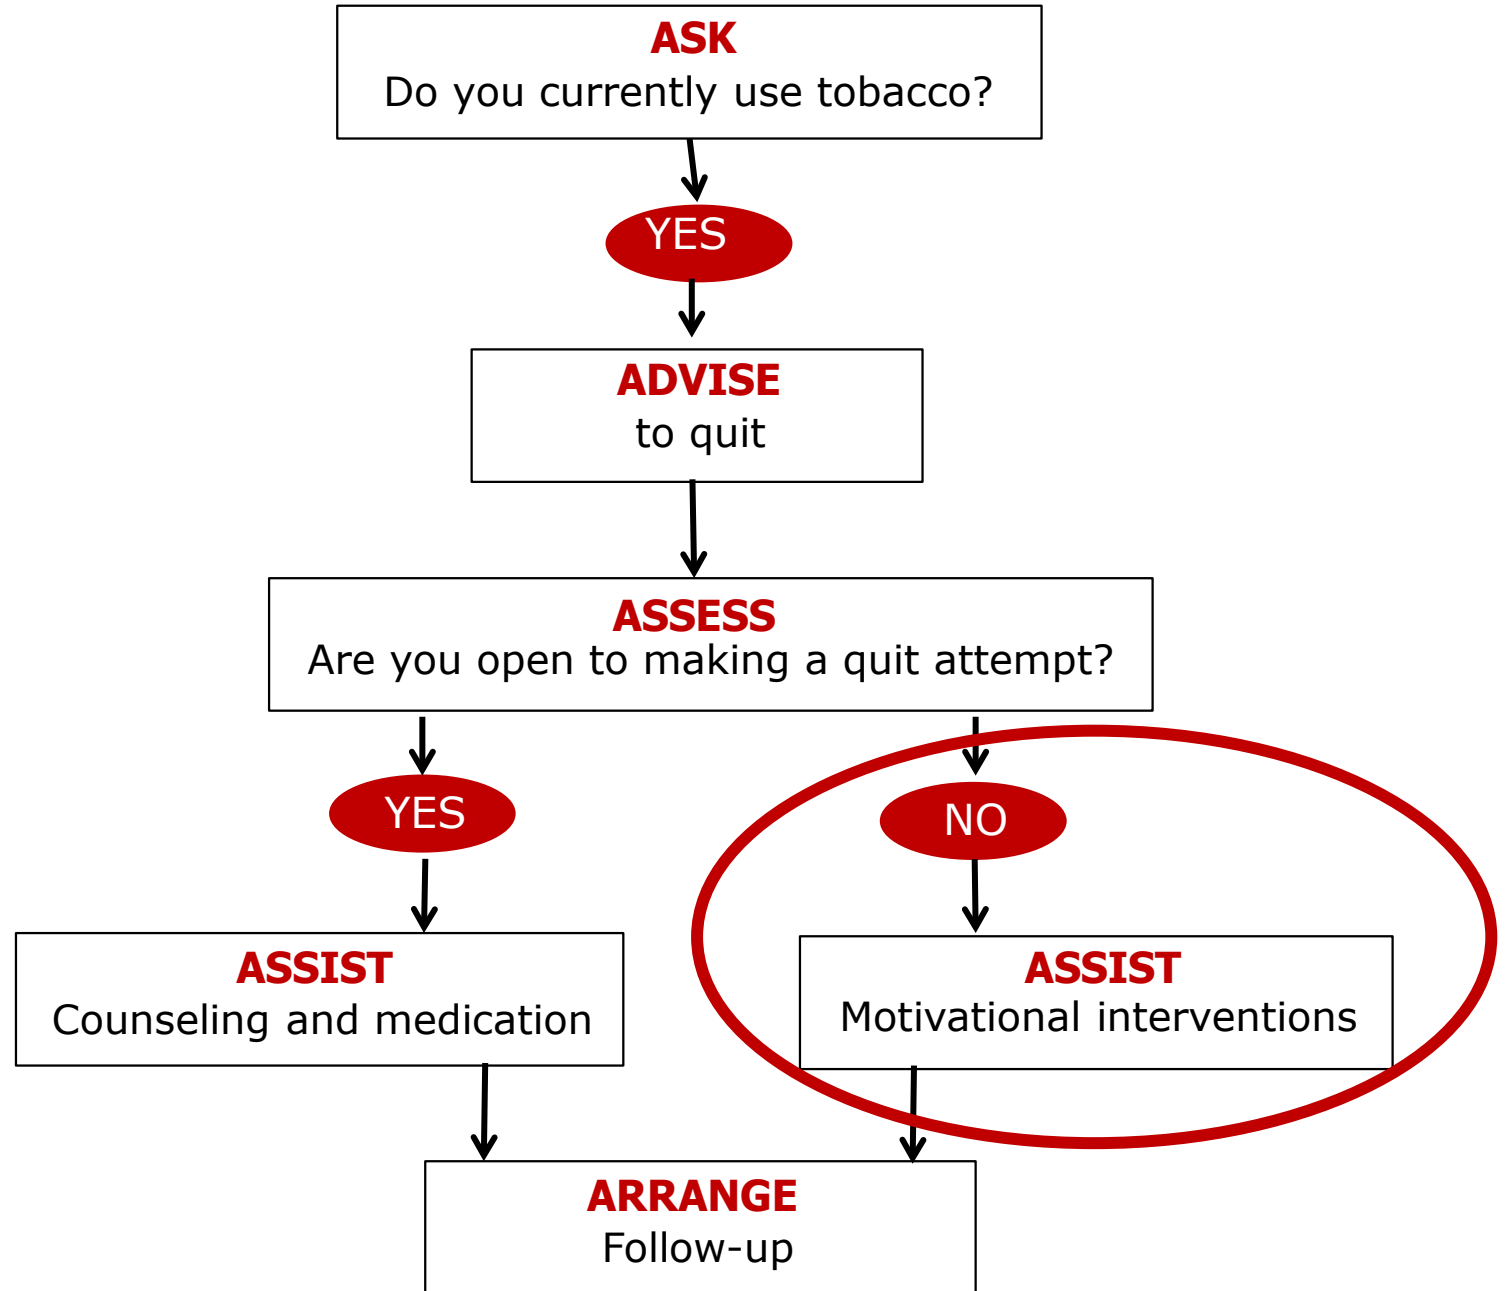 ASK
Do you currently use tobacco?
YES
ADVISE
to quit
ASSESS
Are you open to making a quit attempt?
YES
NO
ASSIST
Counseling and medication
ASSIST
Motivational interventions
ARRANGE
Follow-up